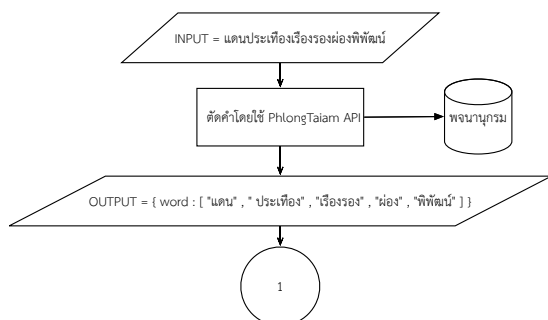 INPUT = แดนประเทืองเรืองรองผ่องพิพัฒน์
ตัดคำโดยใช้ PhlongTaiam API
พจนานุกรม
OUTPUT = { word : [ "แดน" , " ประเทือง" , "เรืองรอง" , "ผ่อง" , "พิพัฒน์" ] }
1